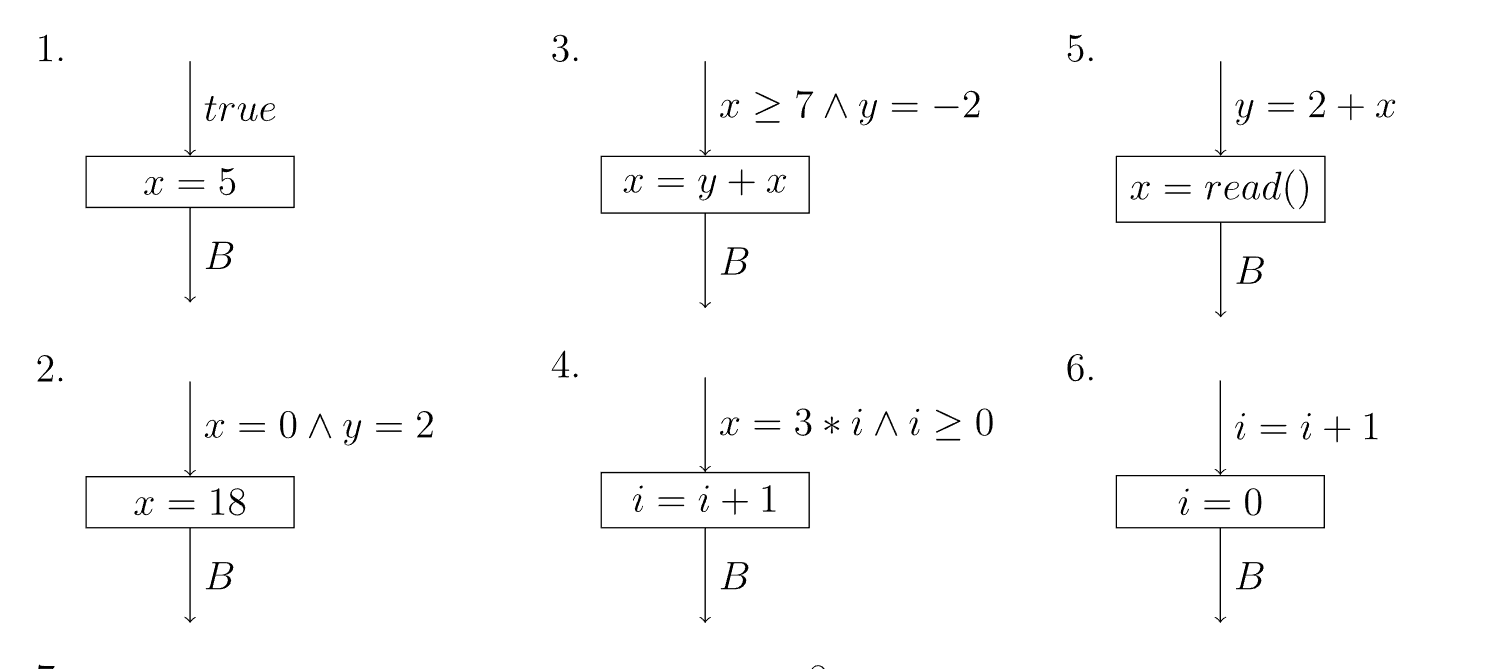 1.
true
x = 5
B
3.
x ≥ 7 ∧ y = −2
x = y + x
B
5.
y = 2 + x
x = read()
B
2.
x = 0 ∧ y = 2
x = 18
B
4.
x = 3 ∗ i ∧ i ≥ 0
i = i + 1
B
6.
i = i + 1
i = 0
B